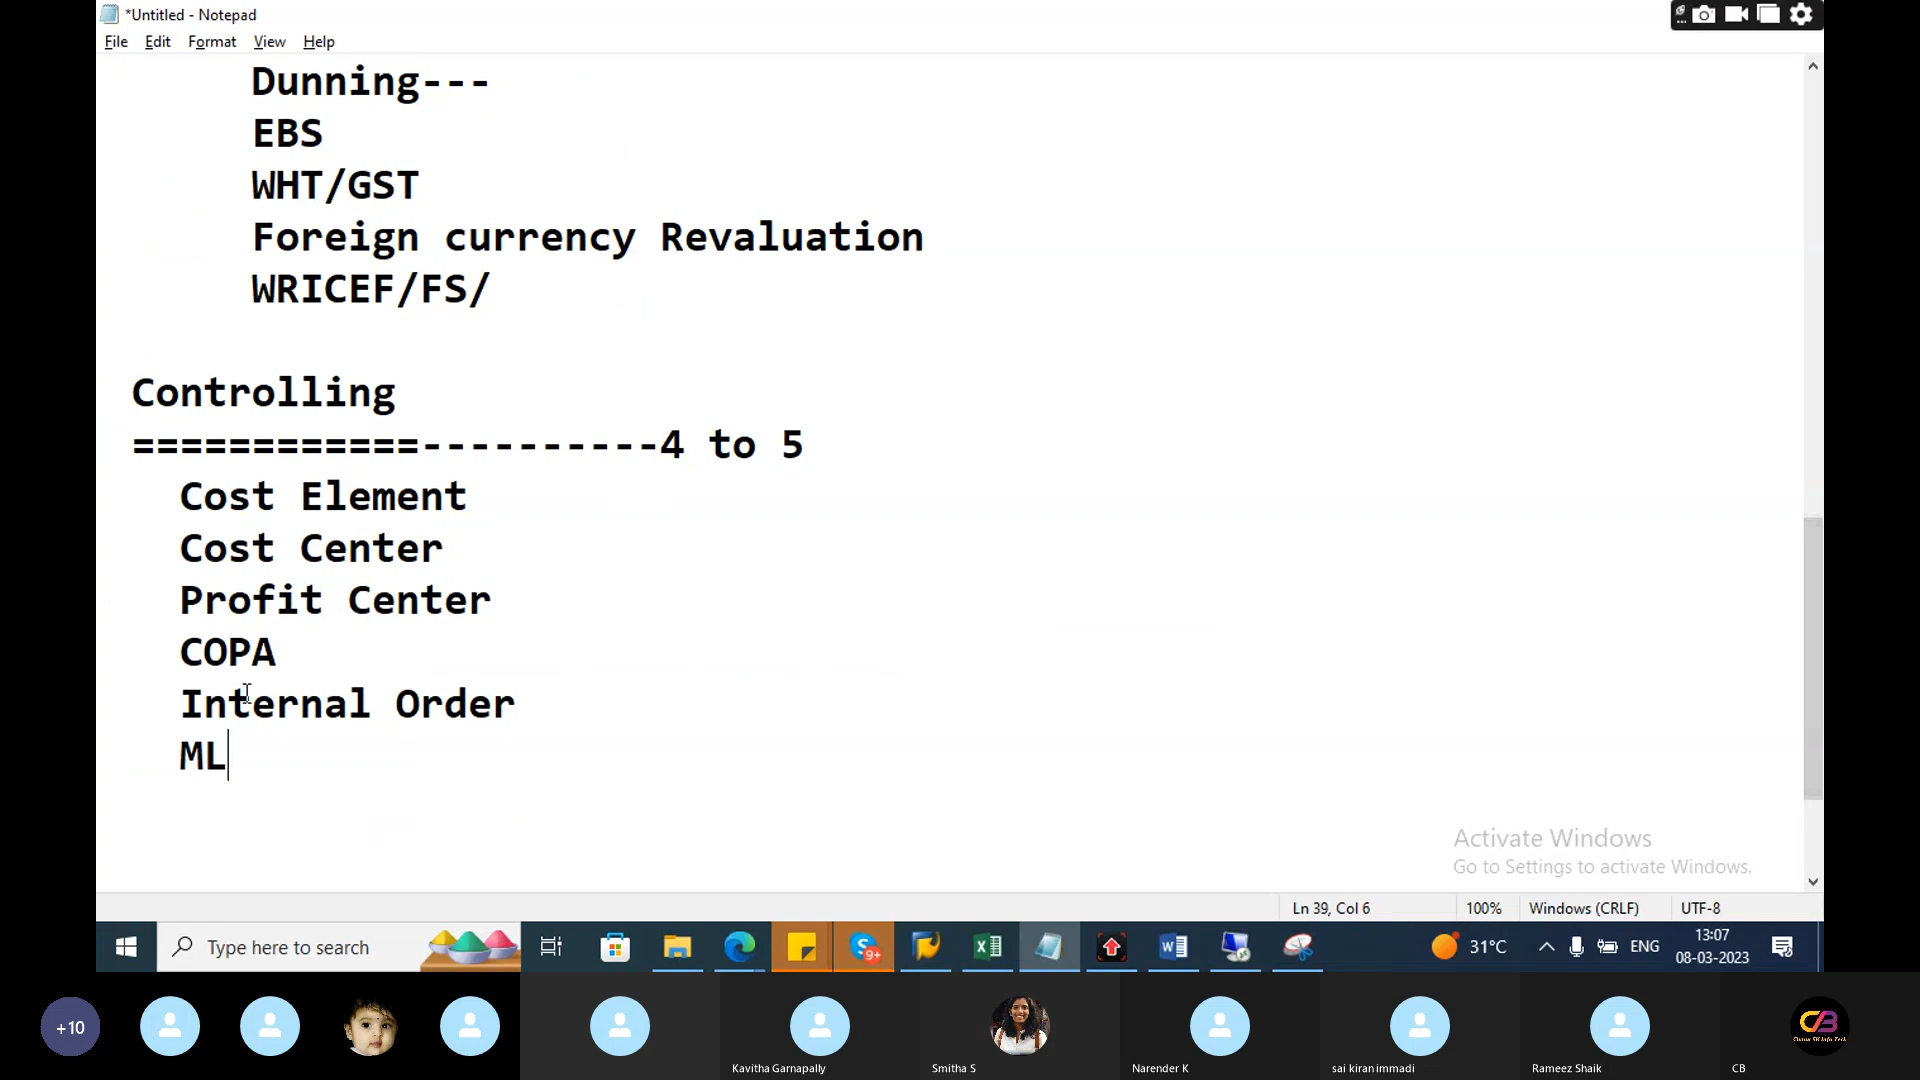 *Untitled - Notepad
File Edit Format View Help
Dunning---
EBS
WHT/GST
Foreign currency Revaluation
WRICEF/FS/
Controlling
============----------4 to 5
Cost Element
Cost Center
Profit Center
COPA
Internal Order
ML
Activate Windows
Go to Settings to activate Windows.
Ln 39, Col 6 100% Windows (CRLF) UTF-8
Type here to search 9+ 31°C ENG 13:07
08-03-2023
+10
Kavitha Garnapally Smitha S Narender K sai kiran immadi Rameez Shaik CB